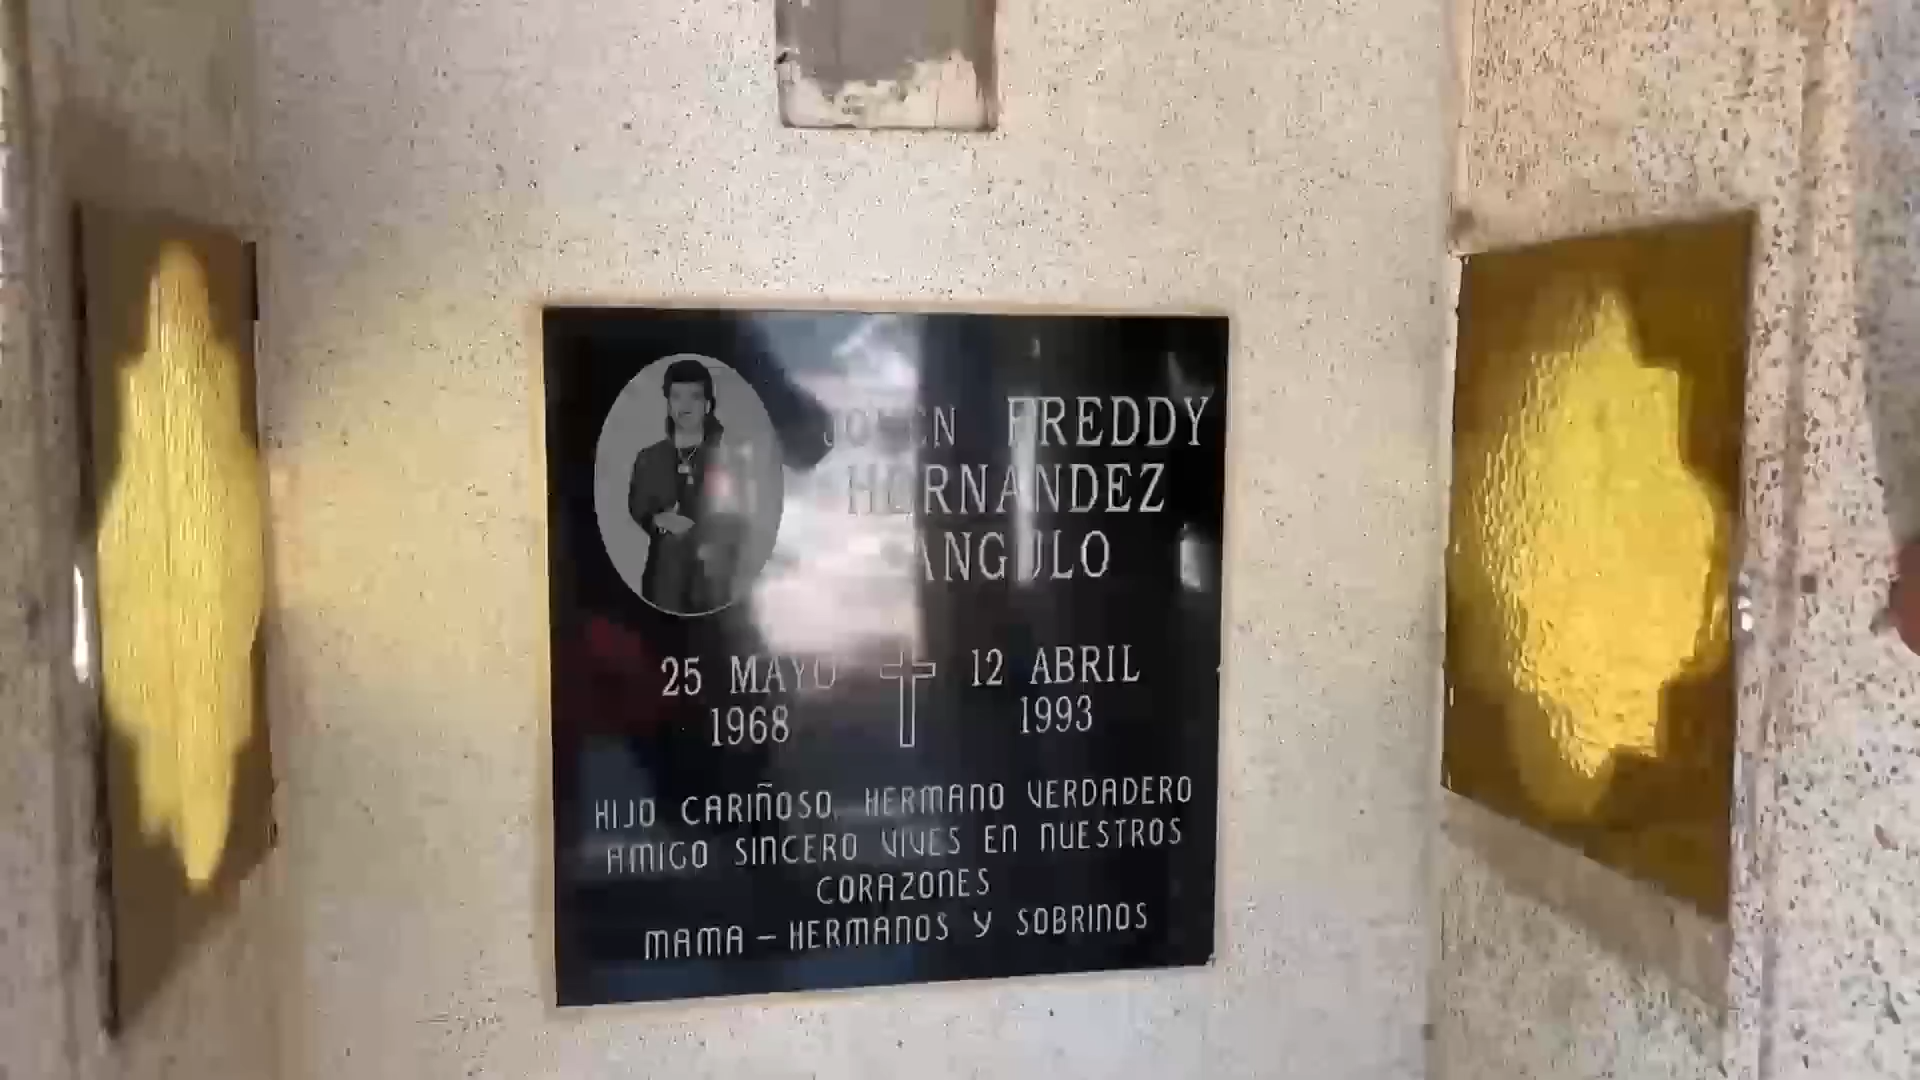 JOVEN FREDDY
HERNANDEZ
ANGULO
25 MAYO
1968
12 ABRIL
1993
HIJO CARIÑOSO, HERMANO VERDADERO
AMIGO SINCERO VIVES EN NUESTROS
CORAZONES
MAMA - HERMANOS Y SOBRINOS